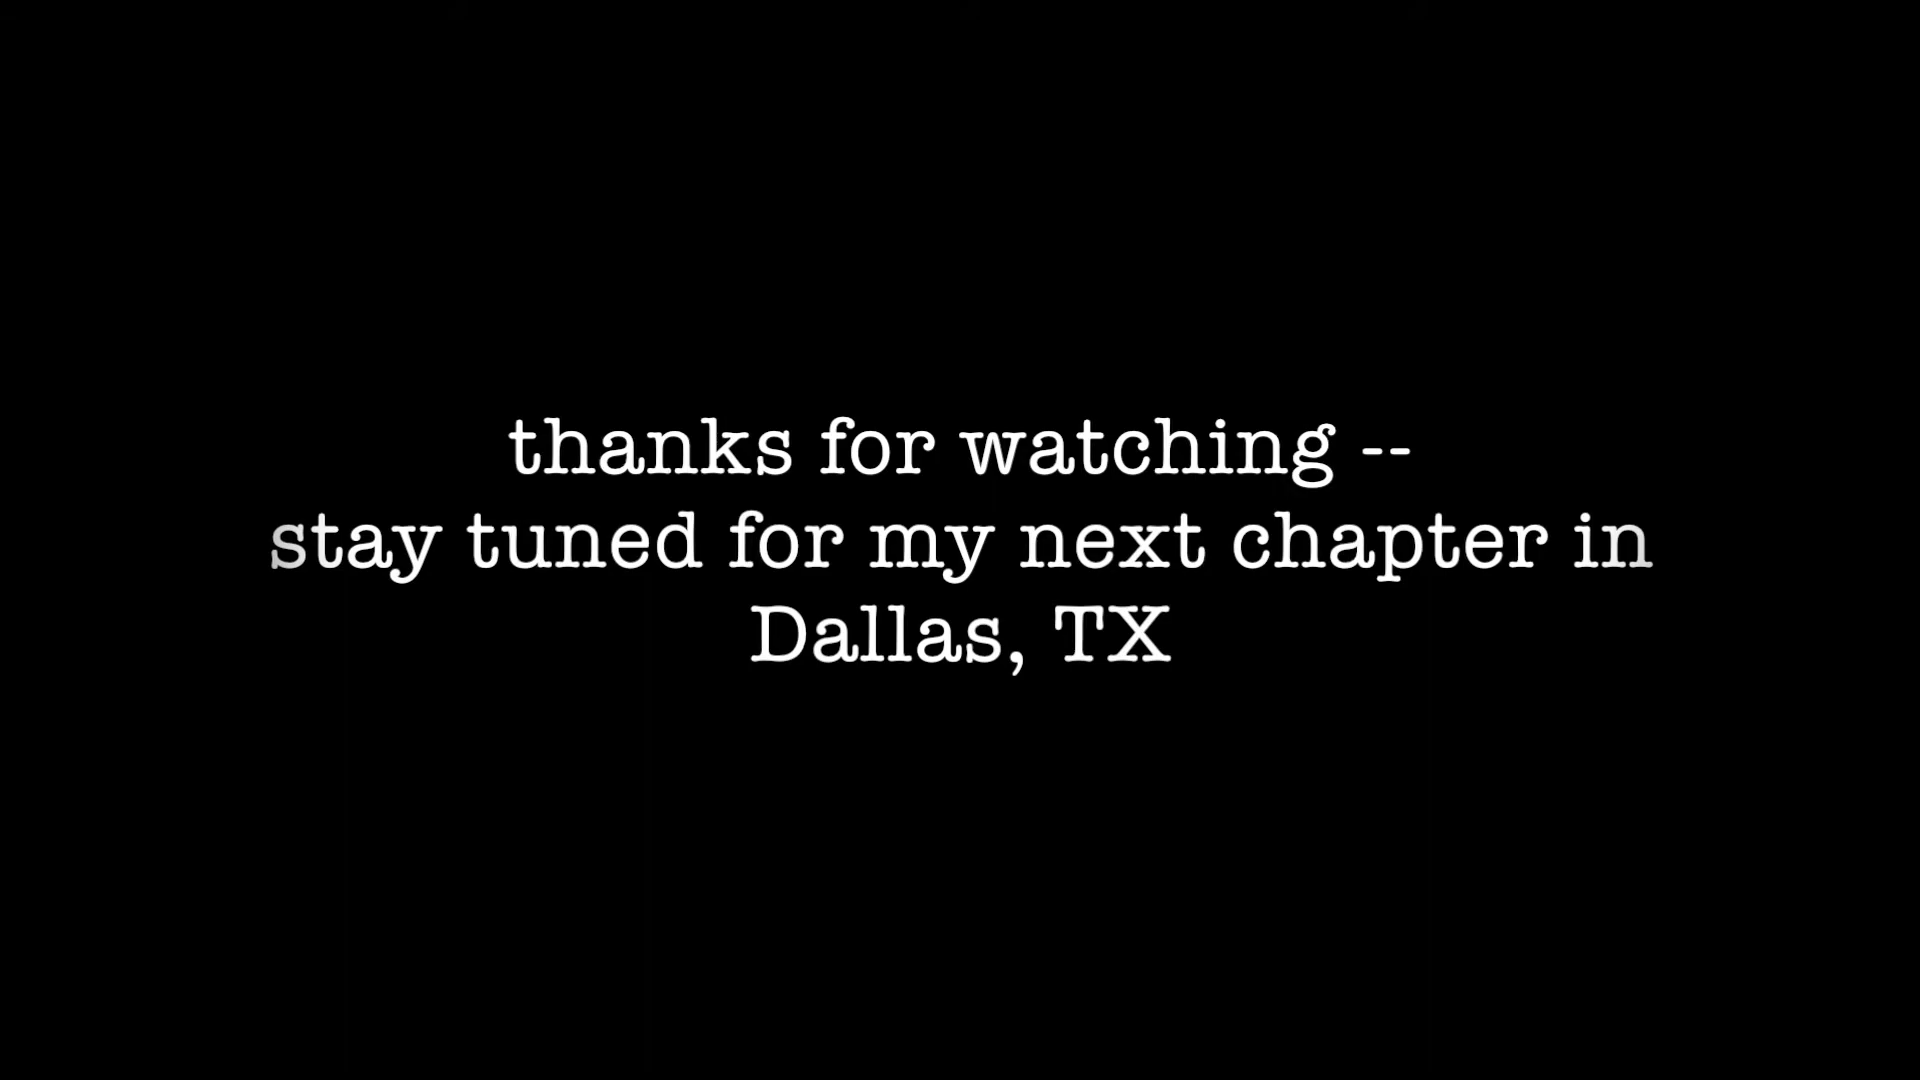 thanks for watching --
stay tuned for my next chapter in
Dallas, TX